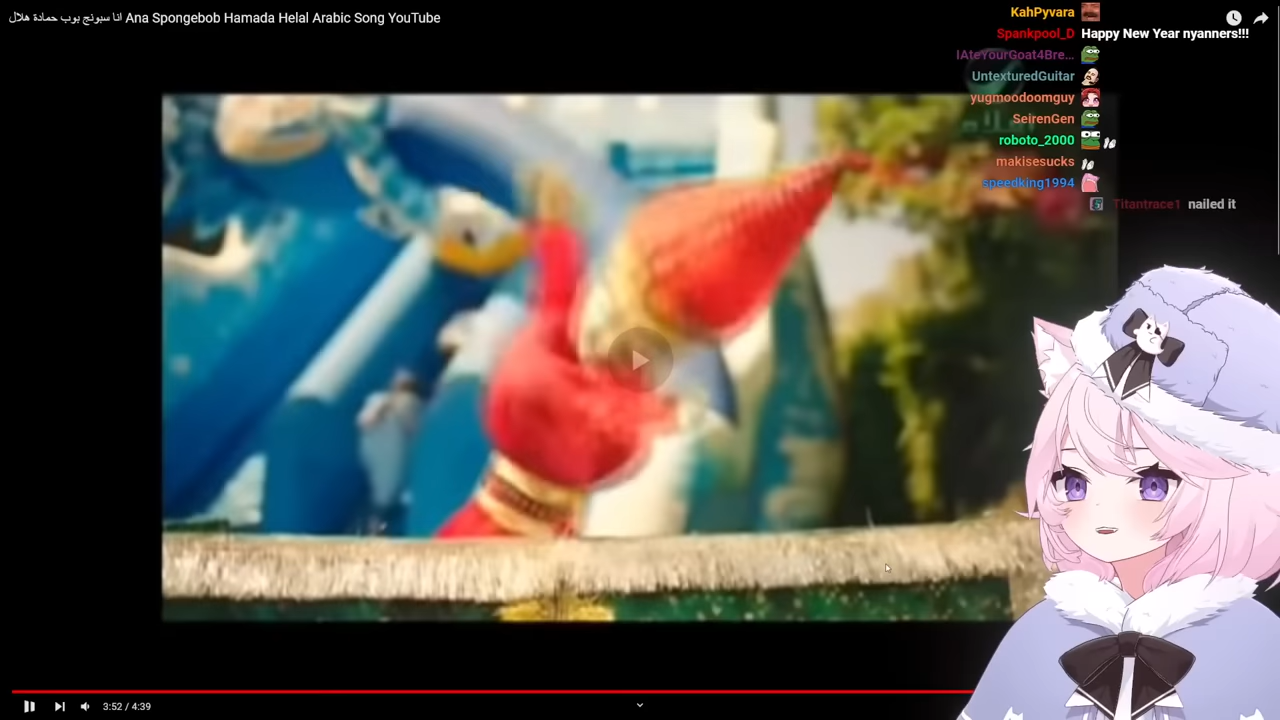 انا سبونج بوب حمادة هلال Ana Spongebob Hamada Helal Arabic Song YouTube
KahPyvara
Spankpool_D Happy New Year nyanners!!!
IAteYourGoat4Bre...
UntexturedGuitar
yugmoodoomguy
SeirenGen
roboto_2000
makisesucks
speedking1994
Titantrace1 nailed it
3:52 / 4:39